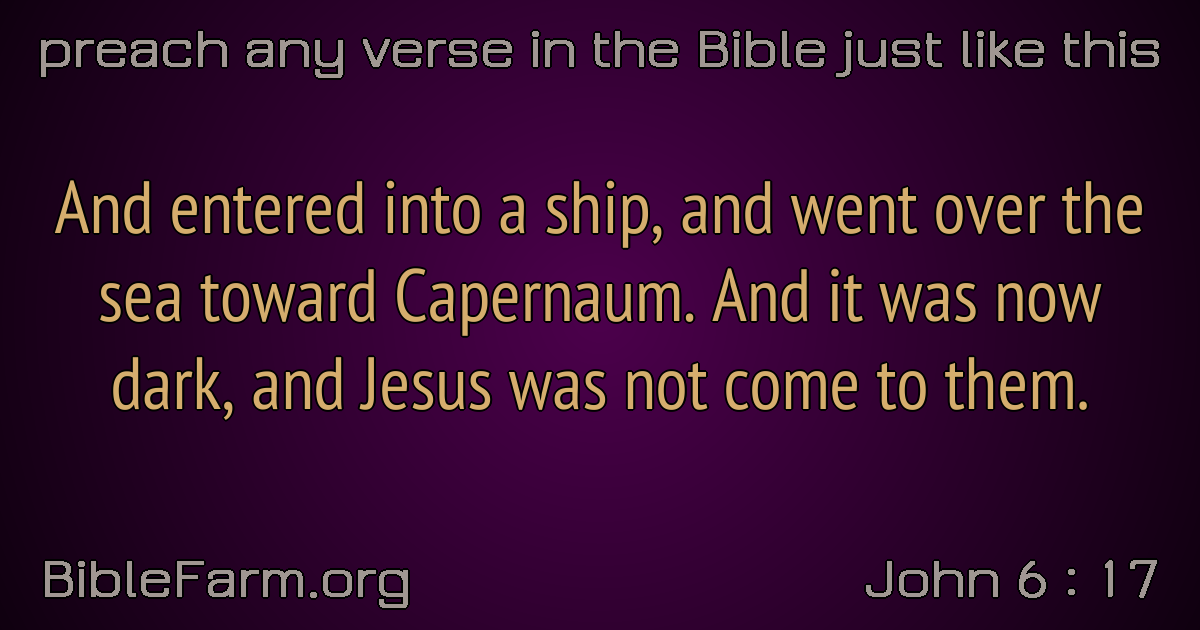 preach any verse in the Bible just like this
And entered into a ship, and went over the
sea toward Capernaum. And it was now
dark, and Jesus was not come to them.
BibleFarm.org
John 6 : 17